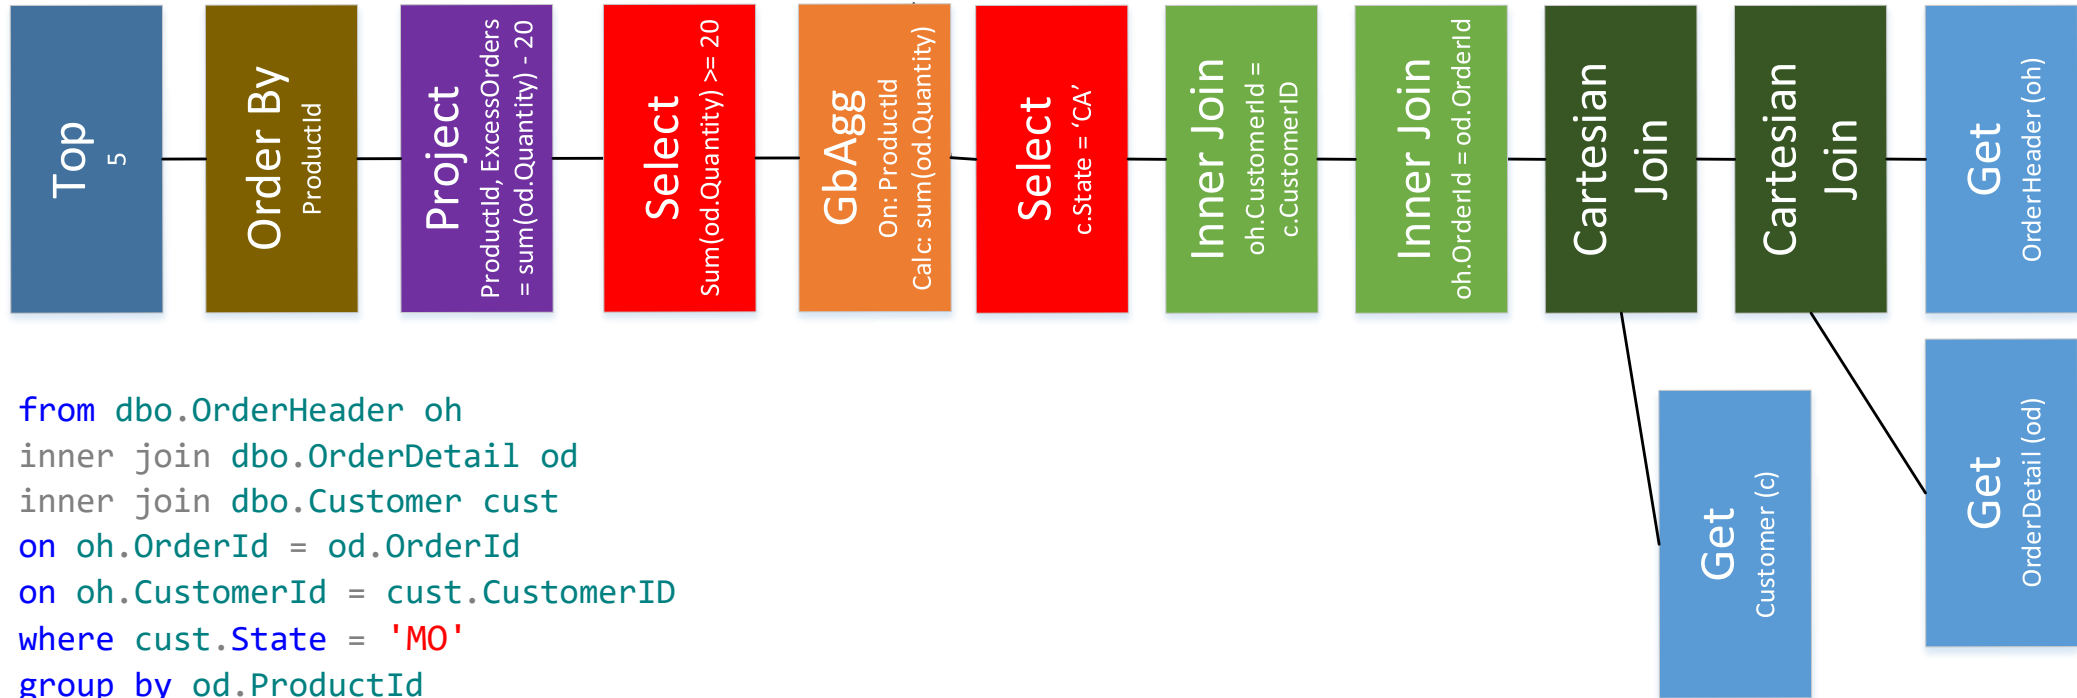 Top
5
Order By
ProductId
Project
ProductId, ExcessOrders
= sum(od.Quantity) - 20
Select
Sum(od.Quantity) >= 20
GbAgg
On: ProductId
Calc: sum(od.Quantity)
Select
c.State = ‘CA’
Inner Join
oh.CustomerId =
c.CustomerID
Inner Join
oh.OrderId = od.OrderId
Cartesian
Join
Cartesian
Join
Get
OrderHeader (oh)
Get
Customer (c)
Get
OrderDetail (od)
from dbo.OrderHeader oh
inner join dbo.OrderDetail od
inner join dbo.Customer cust
on oh.OrderId = od.OrderId
on oh.CustomerId = cust.CustomerID
where cust.State = 'MO'
group by od.ProductId